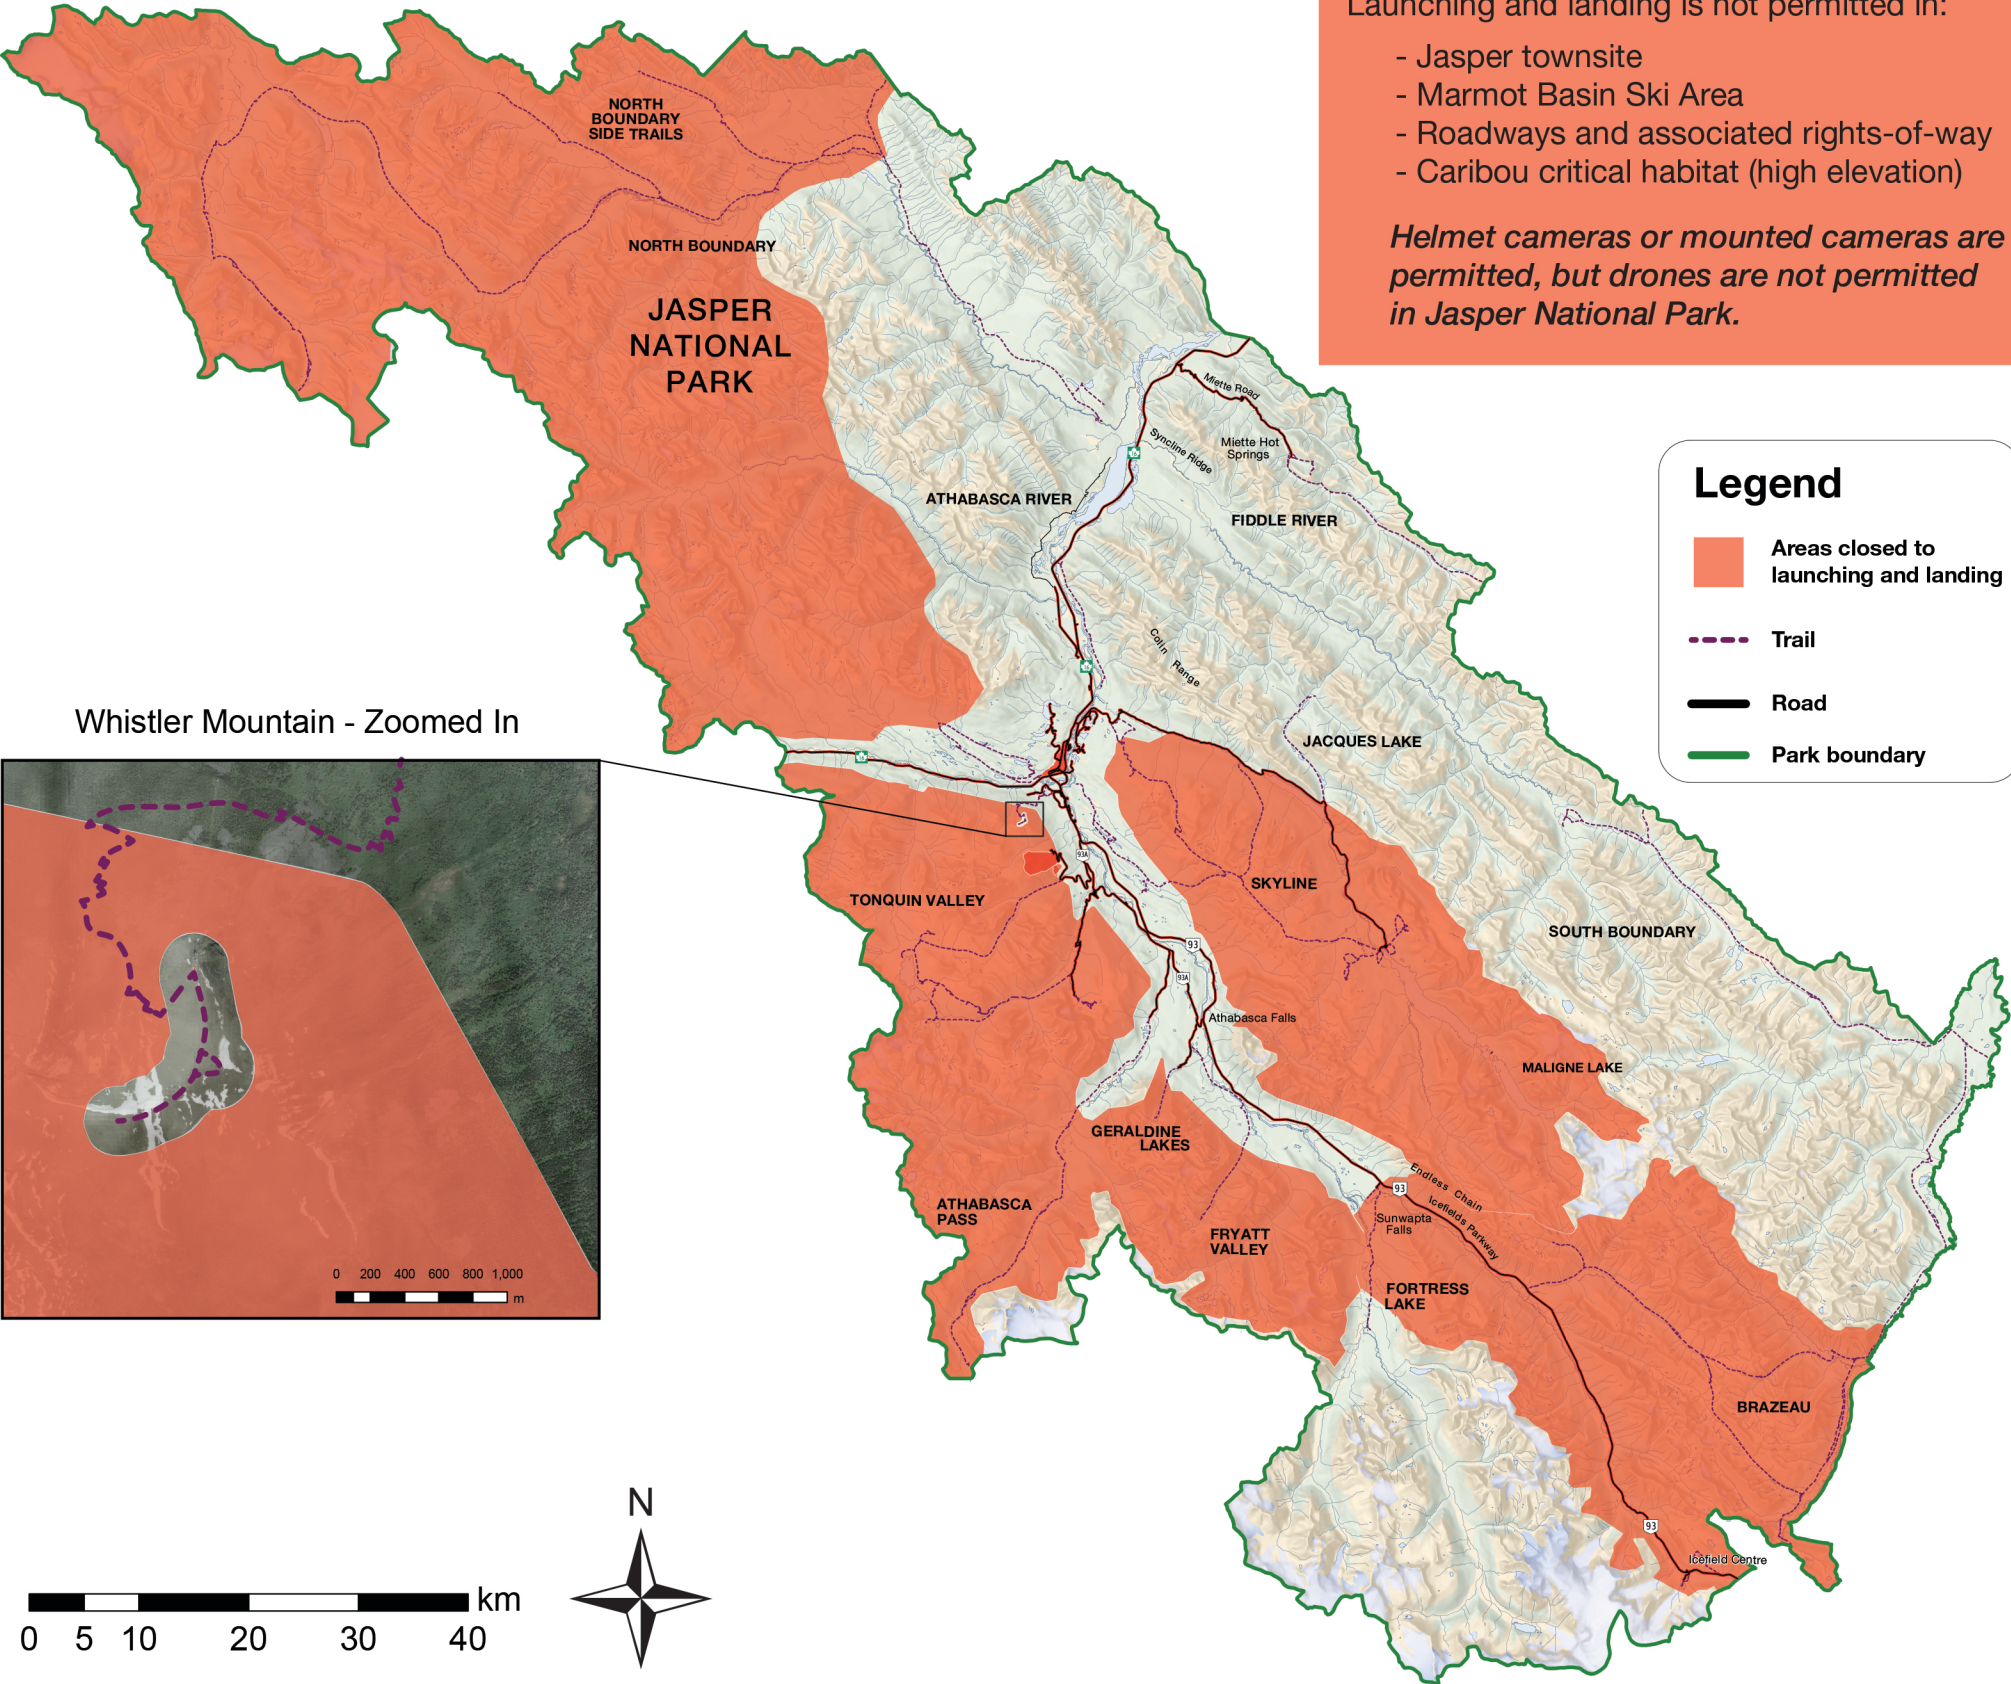 Launching and landing is not permitted in:
- Jasper townsite
- Marmot Basin Ski Area
- Roadways and associated rights-of-way
- Caribou critical habitat (high elevation)
Helmet cameras or mounted cameras are
permitted, but drones are not permitted
in Jasper National Park.
NORTH
BOUNDARY
SIDE TRAILS
NORTH BOUNDARY
JASPER
NATIONAL
PARK
Miette Road
Syncline Ridge
Miette Hot
Springs
16
ATHABASCA RIVER
FIDDLE RIVER
Colin Range
16
JACQUES LAKE
16
Legend
Areas closed to
launching and landing
Trail
Road
Park boundary
Whistler Mountain - Zoomed In
0 200 400 600 800 1,000
m
93A
TONQUIN VALLEY
SKYLINE
SOUTH BOUNDARY
93
93A
Athabasca Falls
MALIGNE LAKE
GERALDINE
LAKES
ATHABASCA
PASS
Endless Chain
93
Icefields Parkway
Sunwapta
Falls
FRYATT
VALLEY
FORTRESS
LAKE
BRAZEAU
93
Icefield Centre
N
km
0 5 10 20 30 40